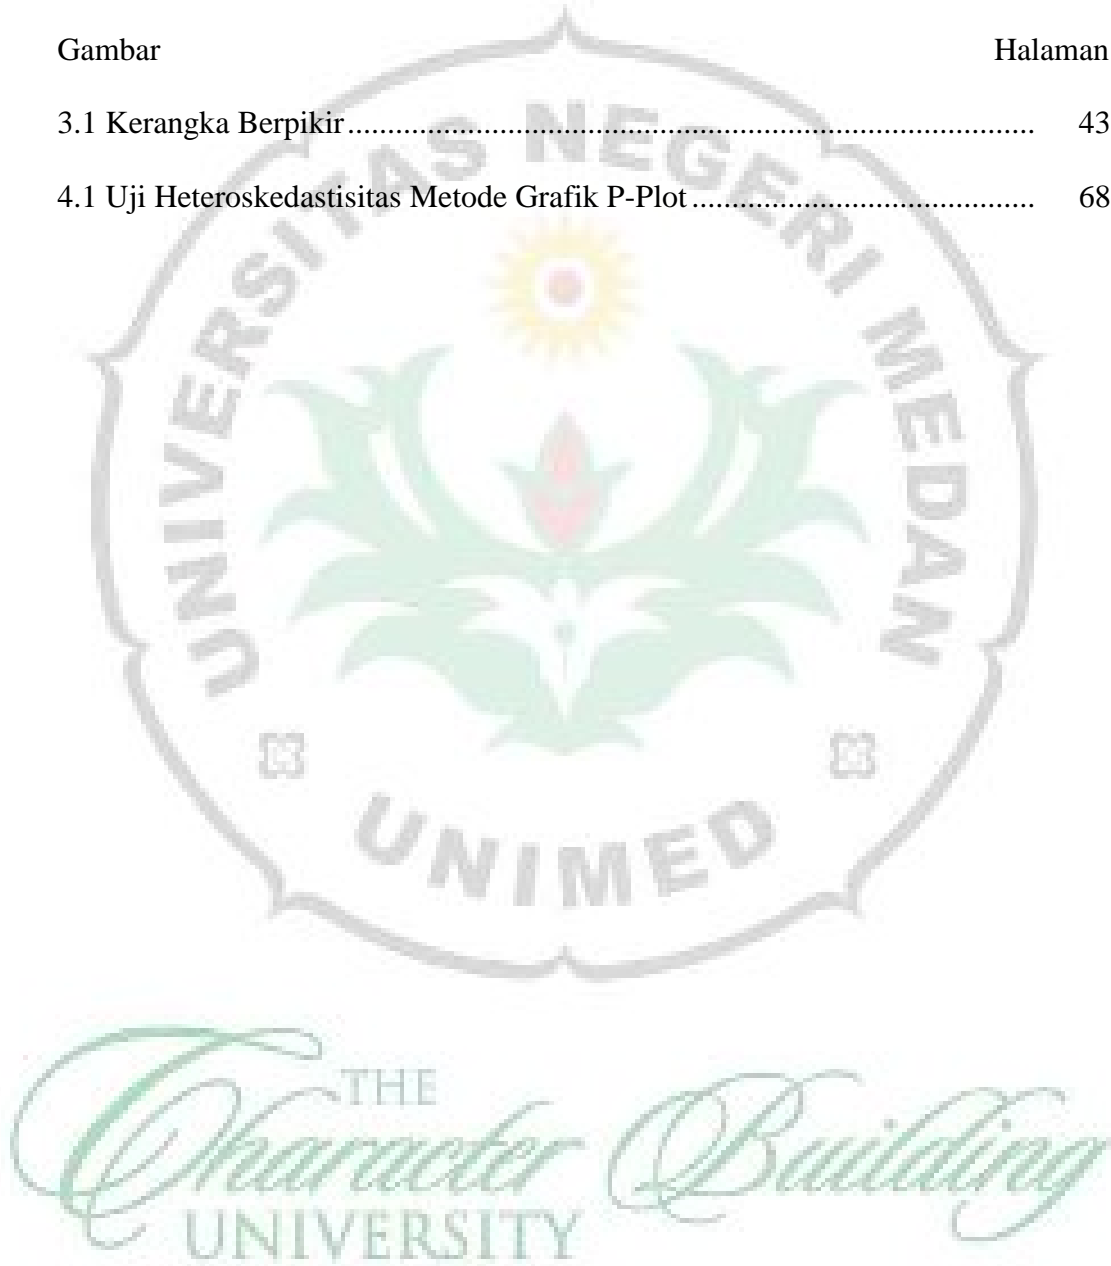 Gambar Halaman
3.1 Kerangka Berpikir........................................................................ 43
4.1 Uji Heteroskedastisitas Metode Grafik P-Plot.................................... 68
UNIVERSITAS NEGERI MEDAN
UNIMED
THE
Character Building
UNIVERSITY